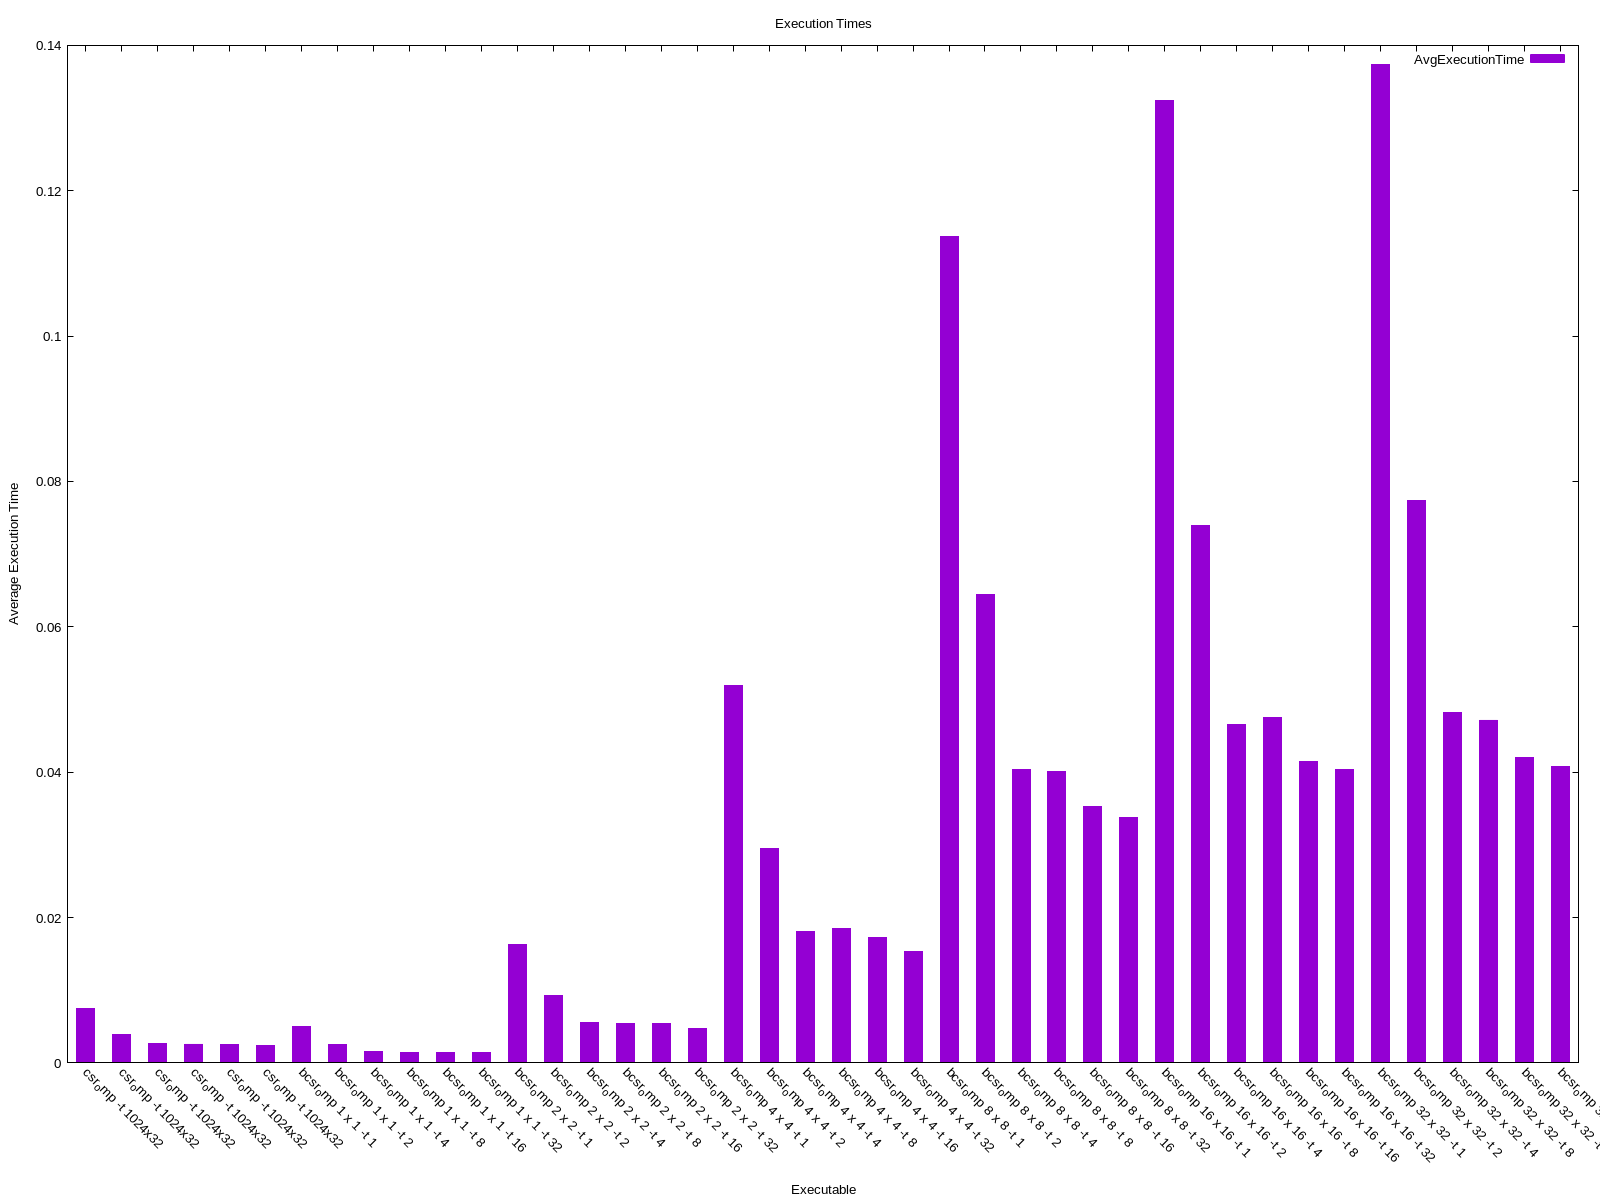 Execution Times
AvgExecutionTime
0.14
0.12
0.1
0.08
0.06
0.04
0.02
0
Average Execution Time
csromp -t 1024x32
csromp -t 1024x32
csromp -t 1024x32
csromp -t 1024x32
csromp -t 1024x32
csromp -t 1024x32
bcsromp 1 x 1 -t 1
bcsromp 1 x 1 -t 2
bcsromp 1 x 1 -t 4
bcsromp 1 x 1 -t 8
bcsromp 1 x 1 -t 16
bcsromp 1 x 1 -t 32
bcsromp 2 x 2 -t 1
bcsromp 2 x 2 -t 2
bcsromp 2 x 2 -t 4
bcsromp 2 x 2 -t 8
bcsromp 2 x 2 -t 16
bcsromp 2 x 2 -t 32
bcsromp 4 x 4 -t 1
bcsromp 4 x 4 -t 2
bcsromp 4 x 4 -t 4
bcsromp 4 x 4 -t 8
bcsromp 4 x 4 -t 16
bcsromp 4 x 4 -t 32
bcsromp 8 x 8 -t 1
bcsromp 8 x 8 -t 2
bcsromp 8 x 8 -t 4
bcsromp 8 x 8 -t 8
bcsromp 8 x 8 -t 16
bcsromp 8 x 8 -t 32
bcsromp 16 x 16 -t 1
bcsromp 16 x 16 -t 2
bcsromp 16 x 16 -t 4
bcsromp 16 x 16 -t 8
bcsromp 16 x 16 -t 16
bcsromp 16 x 16 -t 32
bcsromp 32 x 32 -t 1
bcsromp 32 x 32 -t 2
bcsromp 32 x 32 -t 4
bcsromp 32 x 32 -t 8
bcsromp 32 x 32 -t
bcsromp 3
Executable